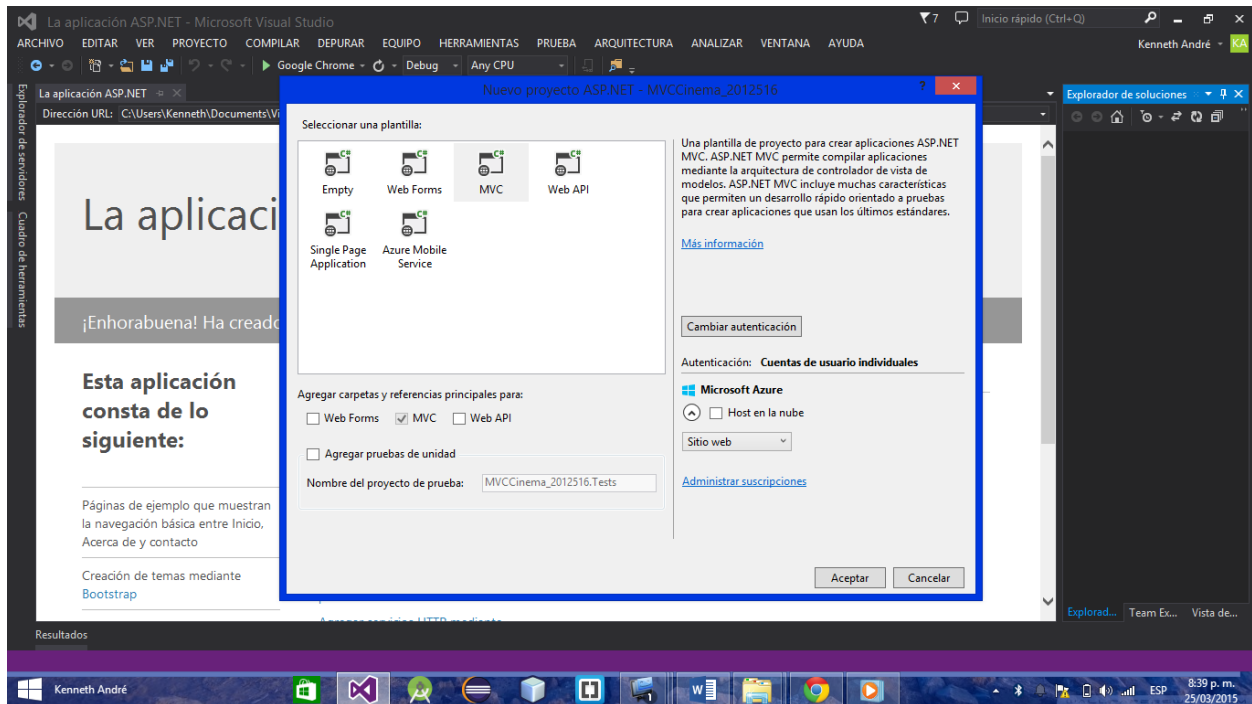 La aplicación ASP.NET - Microsoft Visual Studio
7
Inicio rápido (Ctrl+Q)
ARCHIVO EDITAR VER PROYECTO COMPILAR DEPURAR EQUIPO HERRAMIENTAS PRUEBA ARQUITECTURA ANALIZAR VENTANA AYUDA
Kenneth André KA
Google Chrome Debug Any CPU
Explorador de servidores
Cuadro de herramientas
La aplicación ASP.NET
Dirección URL: C:\Users\Kenneth\Documents\Vi
La aplicaci
¡Enhorabuena! Ha creado
Esta aplicación
consta de lo
siguiente:
Páginas de ejemplo que muestran
la navegación básica entre Inicio,
Acerca de y contacto
Creación de temas mediante
Bootstrap
Nuevo proyecto ASP.NET - MVCCinema_2012516
?
Seleccionar una plantilla:
C# C# C# C#
Empty Web Forms MVC Web API
C# C#
Single Page Application
Azure Mobile Service
Agregar carpetas y referencias principales para:
Web Forms MVC Web API
Agregar pruebas de unidad
Nombre del proyecto de prueba: MVCCinema_2012516.Tests
Una plantilla de proyecto para crear aplicaciones ASP.NET
MVC. ASP.NET MVC permite compilar aplicaciones
mediante la arquitectura de controlador de vista de
modelos. ASP.NET MVC incluye muchas características
que permiten un desarrollo rápido orientado a pruebas
para crear aplicaciones que usan los últimos estándares.
Más información
Cambiar autenticación
Autenticación: Cuentas de usuario individuales
Microsoft Azure
Host en la nube
Sitio web
Administrar suscripciones
Aceptar Cancelar
Explorador de soluciones
Explorad... Team Ex... Vista de...
Resultados
Kenneth André
ESP
8:39 p. m.
25/03/2015